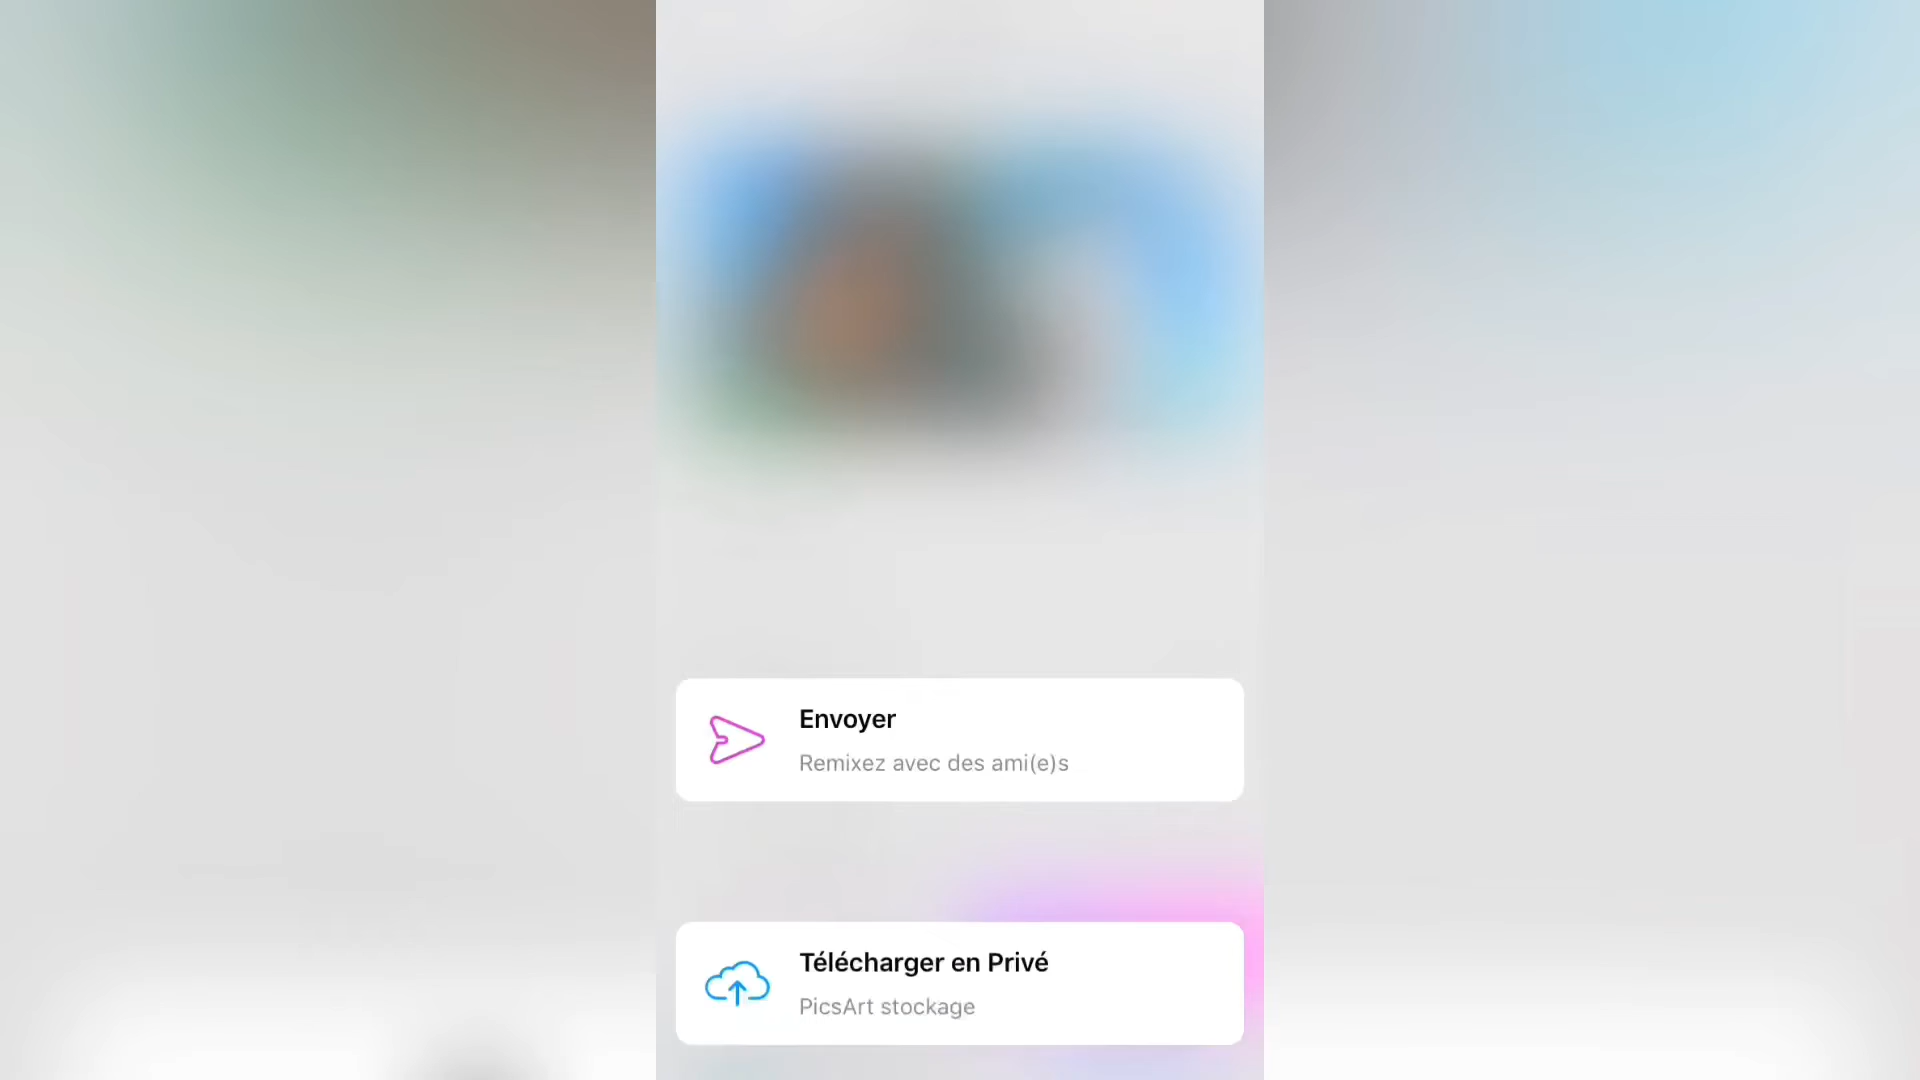 Envoyer
Remixez avec des ami(e)s
Télécharger en Privé
PicsArt stockage